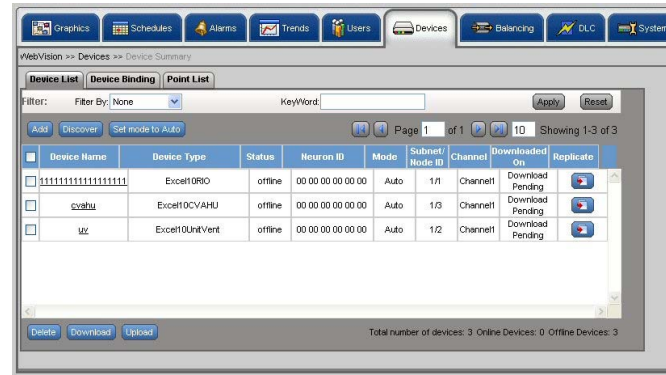 Graphics Schedules Alarms Trends Users Devices Balancing DLC System
WebVision >> Devices >> Device Summary
Device List Device Binding Point List
Filter: Filter By: None KeyWord: Apply Reset
Add Discover Set mode to Auto Page 1 of 1 10 Showing 1-3 of 3
Device Name Device Type Status Neuron ID Mode Subnet/ Node ID Channel Downloaded On Replicate
111111111111111111 Excel10RIO offline 00 00 00 00 00 00 Auto 1/1 Channel1 Download Pending
cvahu Excel10CVAHU offline 00 00 00 00 00 00 Auto 1/3 Channel1 Download Pending
uv Excel10UnitVent offline 00 00 00 00 00 00 Auto 1/2 Channel1 Download Pending
Delete Download Upload Total number of devices: 3 Online Devices: 0 Offline Devices: 3